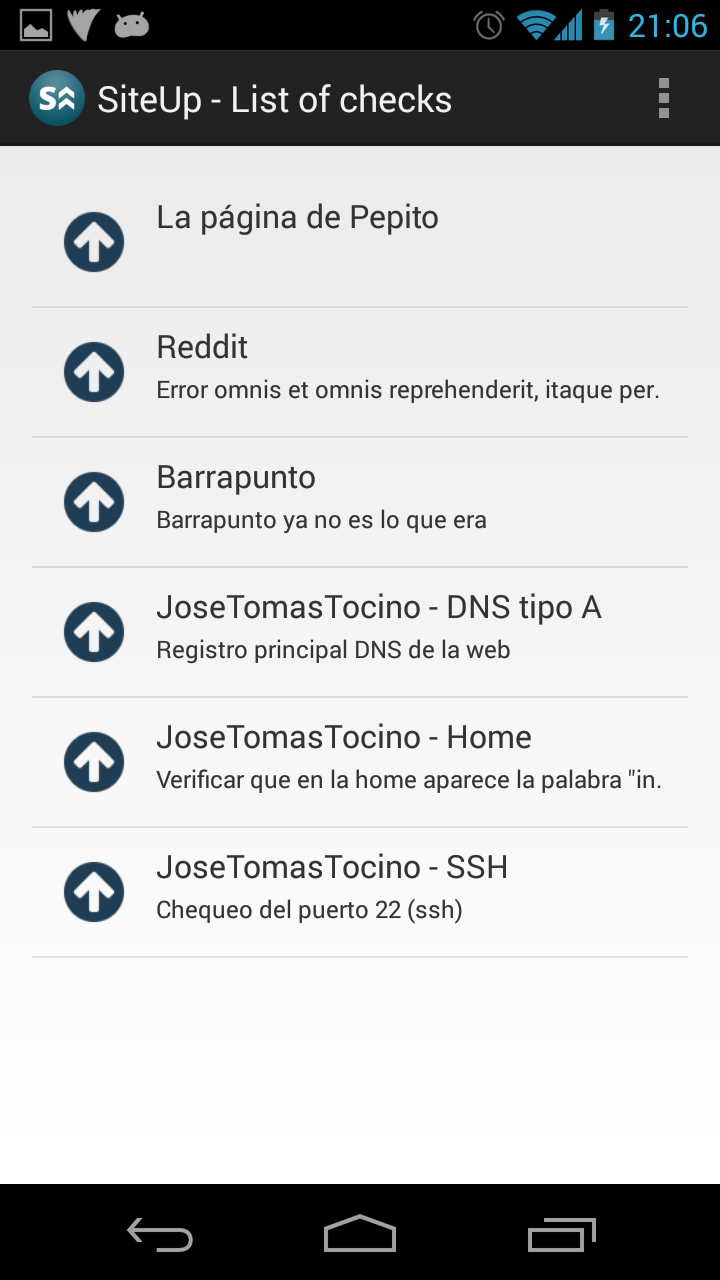 21:06
SiteUp - List of checks
La página de Pepito
Reddit
Error omnis et omnis reprehenderit, itaque per.
Barrapunto
Barrapunto ya no es lo que era
JoseTomasTocino - DNS tipo A
Registro principal DNS de la web
JoseTomasTocino - Home
Verificar que en la home aparece la palabra "in.
JoseTomasTocino - SSH
Chequeo del puerto 22 (ssh)